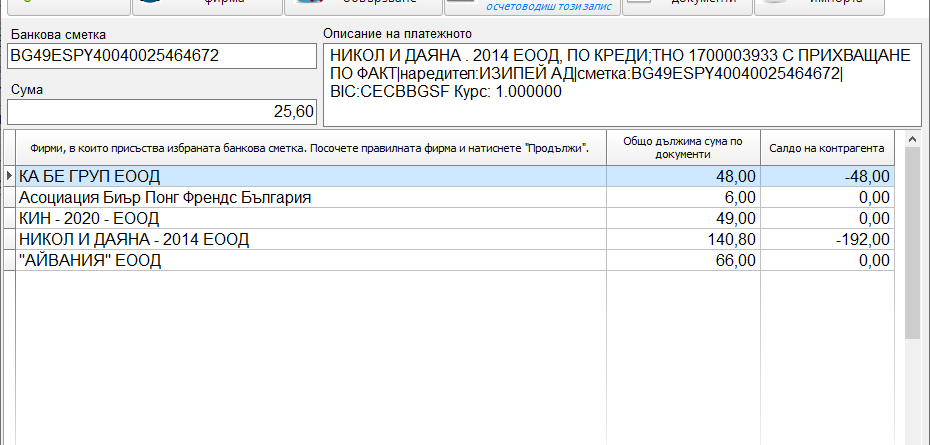 фирма
осчетоводиш този запис
документи
импорта
Банкова сметка
BG49ESPY40040025464672
Сума
25,60
Описание на платежното
НИКОЛ И ДАЯНА . 2014 ЕООД, ПО КРЕДИ;ТНО 1700003933 С ПРИХВАЩАНЕ
ПО ФАКТ|наредител:ИЗИПЕЙ АД|сметка:BG49ESPY40040025464672|
BIC:CECBBGSF Курс: 1.000000
Фирми, в които присъства избраната банкова сметка. Посочете правилната фирма и натиснете "Продължи".
Общо дължима сума по
документи
Салдо на контрагента
КА БЕ ГРУП ЕООД 48,00 -48,00
Асоциация Биър Понг Френдс България 6,00 0,00
КИН - 2020 - ЕООД 49,00 0,00
НИКОЛ И ДАЯНА - 2014 ЕООД 140,80 -192,00
"АЙВАНИЯ" ЕООД 66,00 0,00